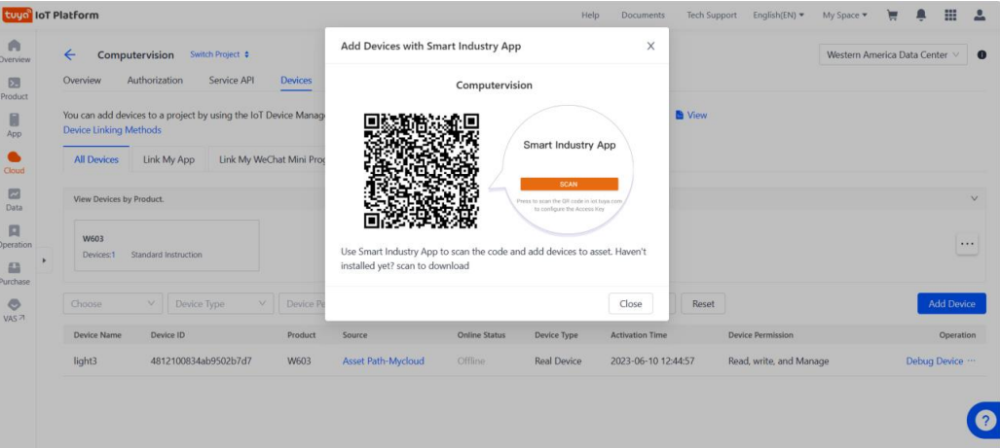 tuya IoT Platform
Help Documents Tech Support English(EN) My Space
Overview
Product
App
Cloud
Data
Operation
Purchase
VAS
Computervision Switch Project
Western America Data Center
Overview Authorization Service API Devices
You can add devices to a project by using the IoT Device Manag
View
Device Linking Methods
All Devices Link My App Link My WeChat Mini Prog
View Devices by Product.
W603
Devices:1 Standard Instruction
Add Devices with Smart Industry App
Computervision
Smart Industry App
SCAN
Press to scan the QR code in iot.tuya.com
to configure the Access Key
Use Smart Industry App to scan the code and add devices to asset. Haven't
installed yet? scan to download
Close
Choose Device Type Device Pe Reset Add Device
Device Name Device ID Product Source Online Status Device Type Activation Time Device Permission Operation
light3 4812100834ab9502b7d7 W603 Asset Path-Mycloud Offline Real Device 2023-06-10 12:44:57 Read, write, and Manage Debug Device ···